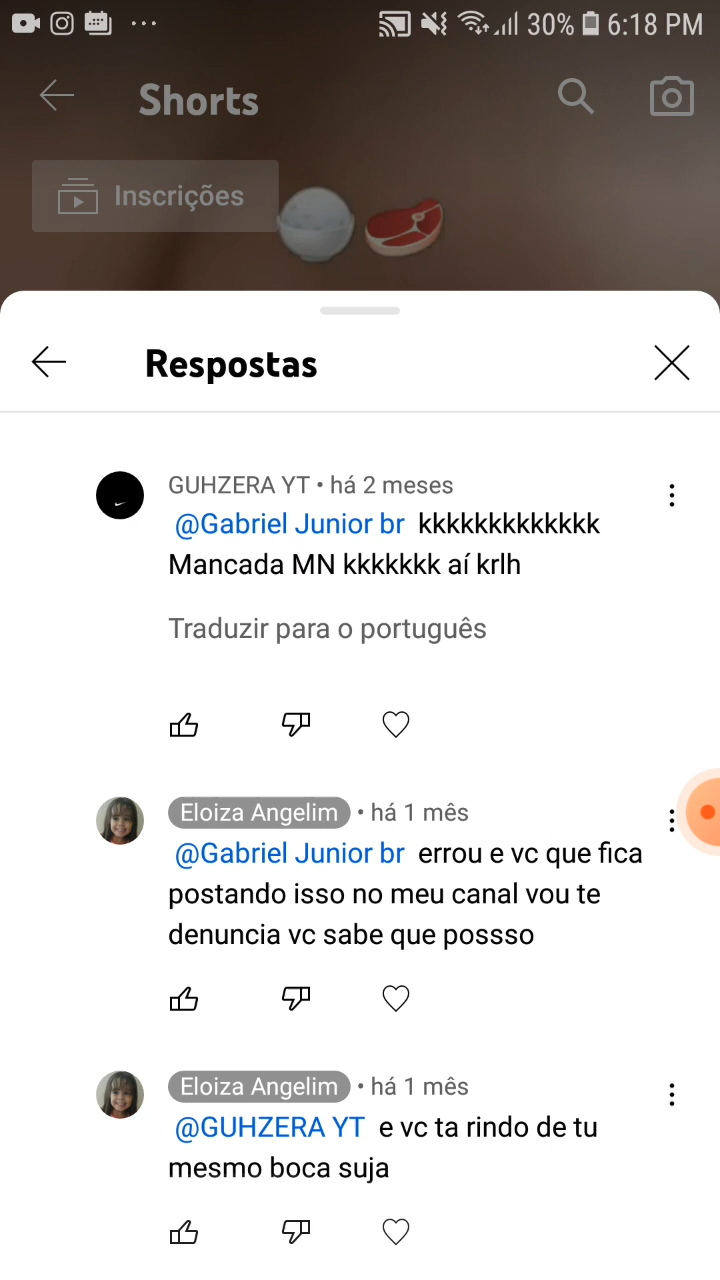 30% 6:18 PM
Shorts
Inscrições
Respostas
GUHZERA YT • há 2 meses
@Gabriel Junior br kkkkkkkkkkkkk
Mancada MN kkkkkkk aí krlh
Traduzir para o português
Eloiza Angelim • há 1 mês
@Gabriel Junior br errou e vc que fica
postando isso no meu canal vou te
denuncia vc sabe que possso
Eloiza Angelim • há 1 mês
@GUHZERA YT e vc ta rindo de tu
mesmo boca suja